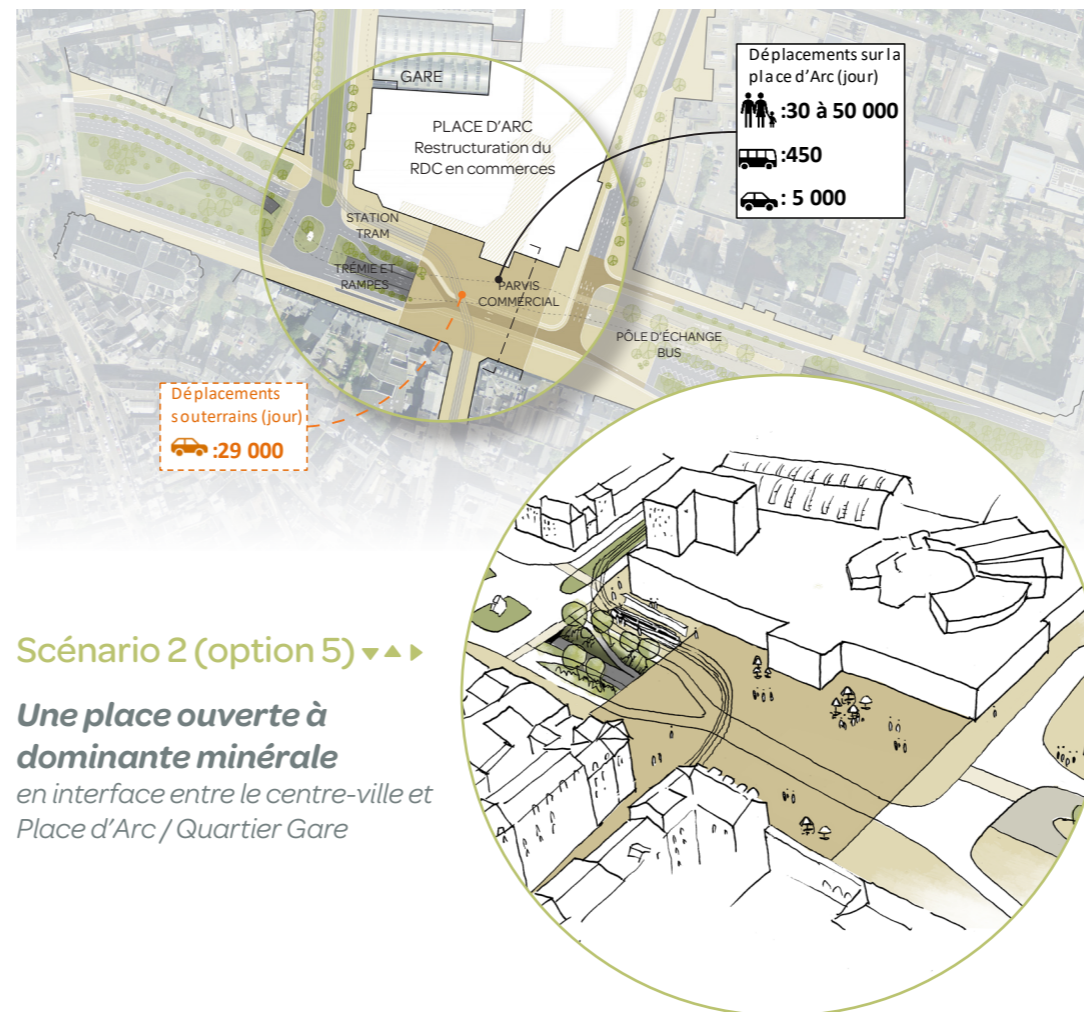 GARE
PLACE D'ARC
Restructuration du
RDC en commerces
Déplacements sur la
place d'Arc (jour)
:30 à 50 000
:450
: 5 000
STATION
TRAM
TRÉMIE ET
RAMPES
PARVIS
COMMERCIAL
PÔLE D'ÉCHANGE
BUS
Déplacements
souterrains (jour)
:29 000
Scénario 2 (option 5)
Une place ouverte à
dominante minérale
en interface entre le centre-ville et
Place d'Arc / Quartier Gare